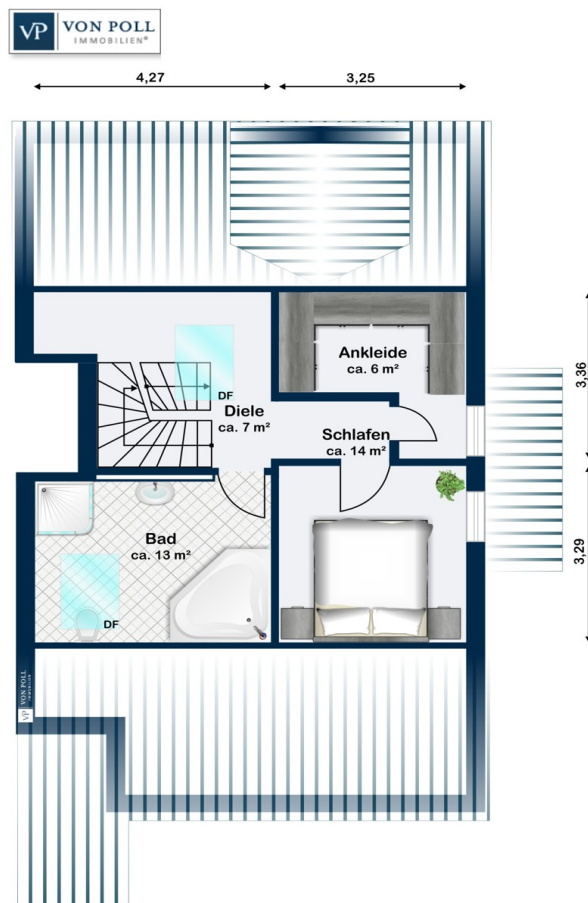 VP VON POLL
IMMOBILIEN®
4,27
3,25
Ankleide
ca. 6 m²
3,36
DF
Diele
ca. 7 m²
Schlafen
ca. 14 m²
Bad
ca. 13 m²
3,29
DF
VP VON POLL
IMMOBILIEN